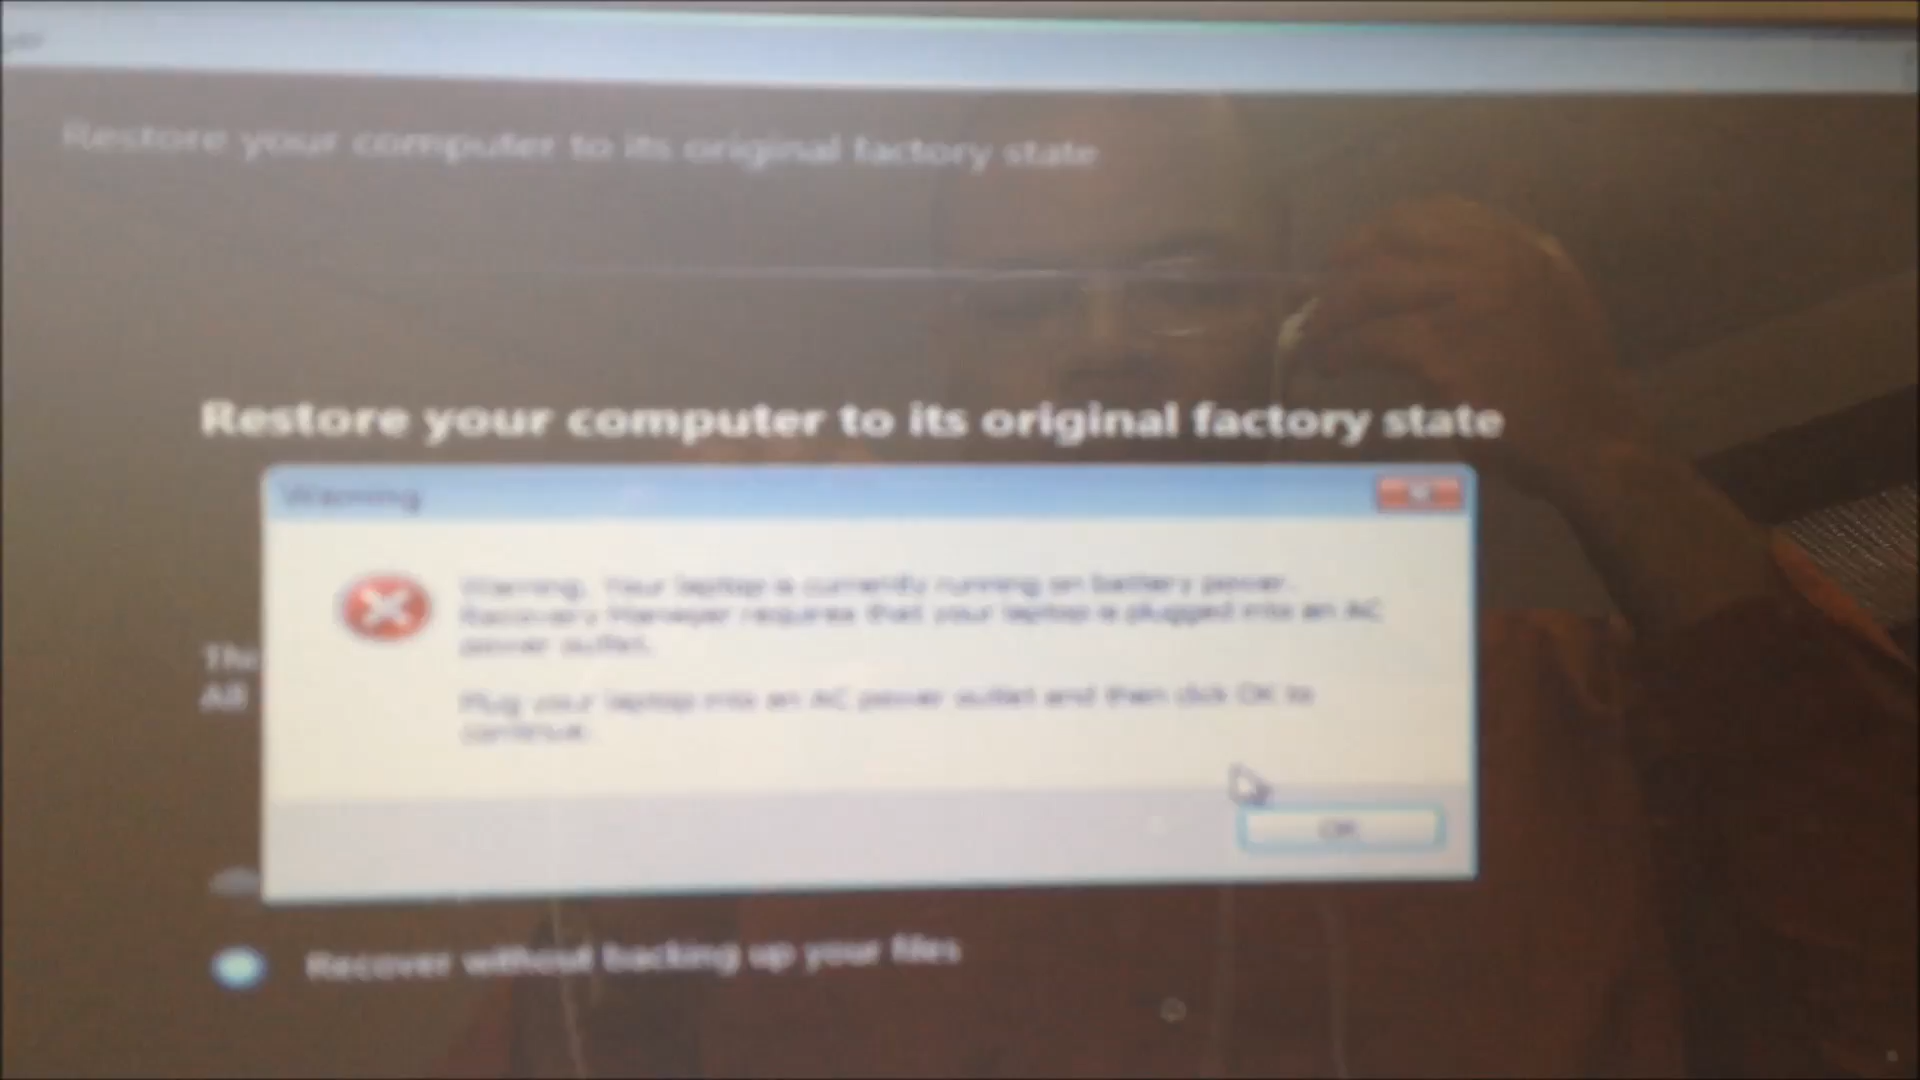 Restore your computer to its original factory state
Restore your computer to its original factory state
Warning
Warning. Your laptop is currently running on battery power.
Recovery Manager requires that your laptop is plugged into an AC
power outlet.
Plug your laptop into an AC power outlet and then click OK to
continue.
All
OK
Recover without backing up your files